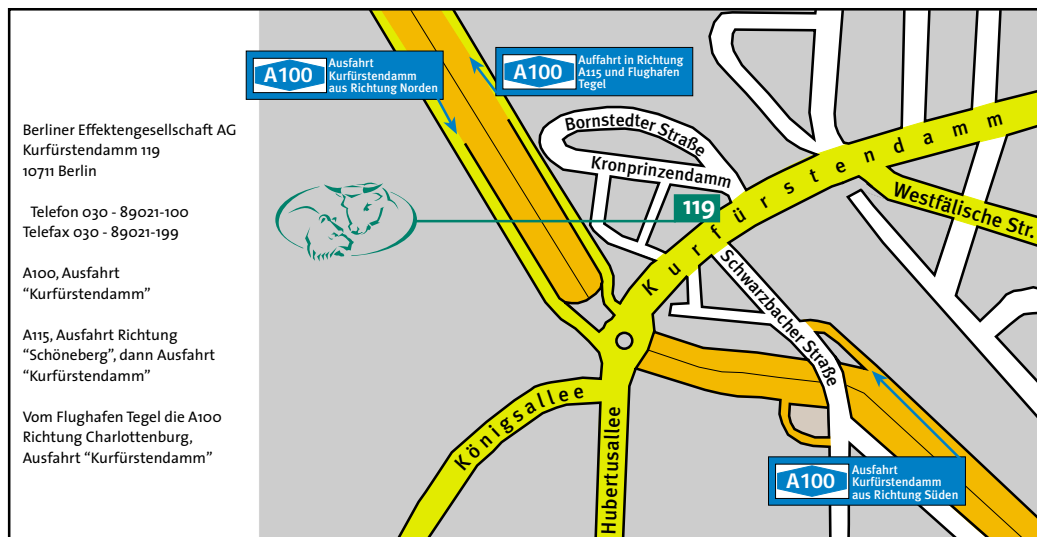 Berliner Effektengesellschaft AG
Kurfürstendamm 119
10711 Berlin
Telefon 030 - 89021-100
Telefax 030 - 89021-199
A100, Ausfahrt
“Kurfürstendamm”
A115, Ausfahrt Richtung
“Schöneberg”, dann Ausfahrt
“Kurfürstendamm”
Vom Flughafen Tegel die A100
Richtung Charlottenburg,
Ausfahrt “Kurfürstendamm”
A100
Ausfahrt
Kurfürstendamm
aus Richtung Norden
A100
Auffahrt in Richtung
A115 und Flughafen
Tegel
Bornstedter Straße
Kronprinzendamm
119
Kurfürstendamm
Westfälische Str.
Schwarzbacher Straße
Königsallee
Hubertusallee
A100
Ausfahrt
Kurfürstendamm
aus Richtung Süden